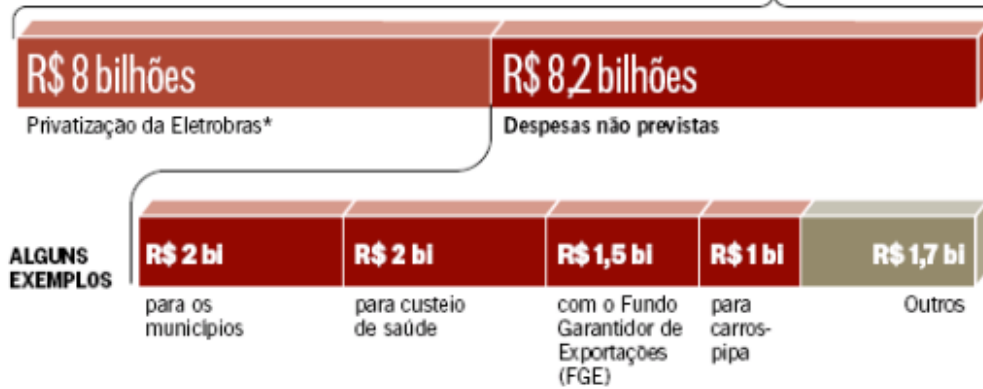 R$ 8 bilhões
Privatização da Eletrobras*
R$ 8,2 bilhões
Despesas não previstas
ALGUNS
EXEMPLOS
R$ 2 bi
para os
municípios
R$ 2 bi
para custeio
de saúde
R$ 1,5 bi
com o Fundo
Garantidor de
Exportações
(FGE)
R$ 1 bi
para
carros-
pipa
R$ 1,7 bi
Outros